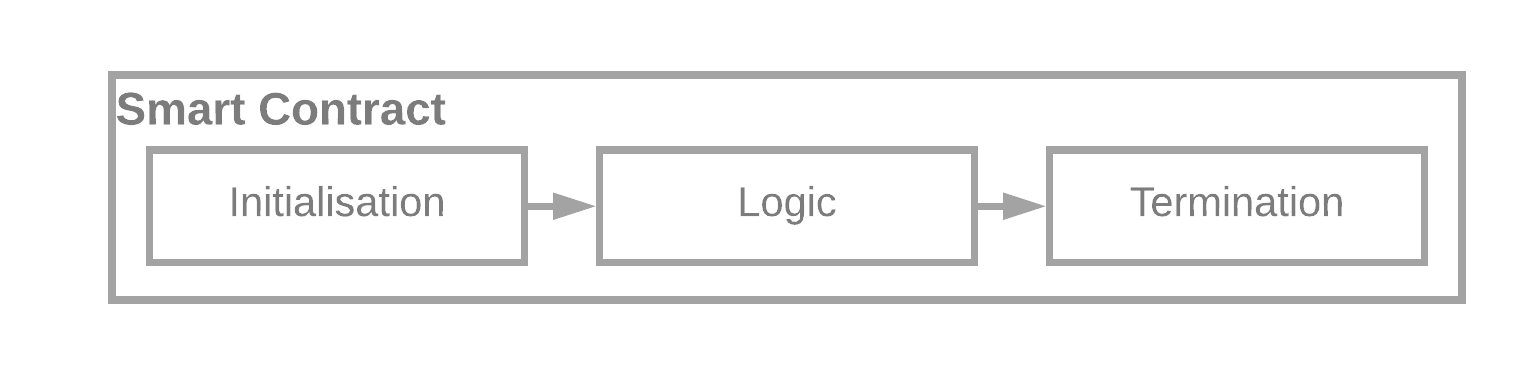 Smart Contract
Initialisation
Logic
Termination